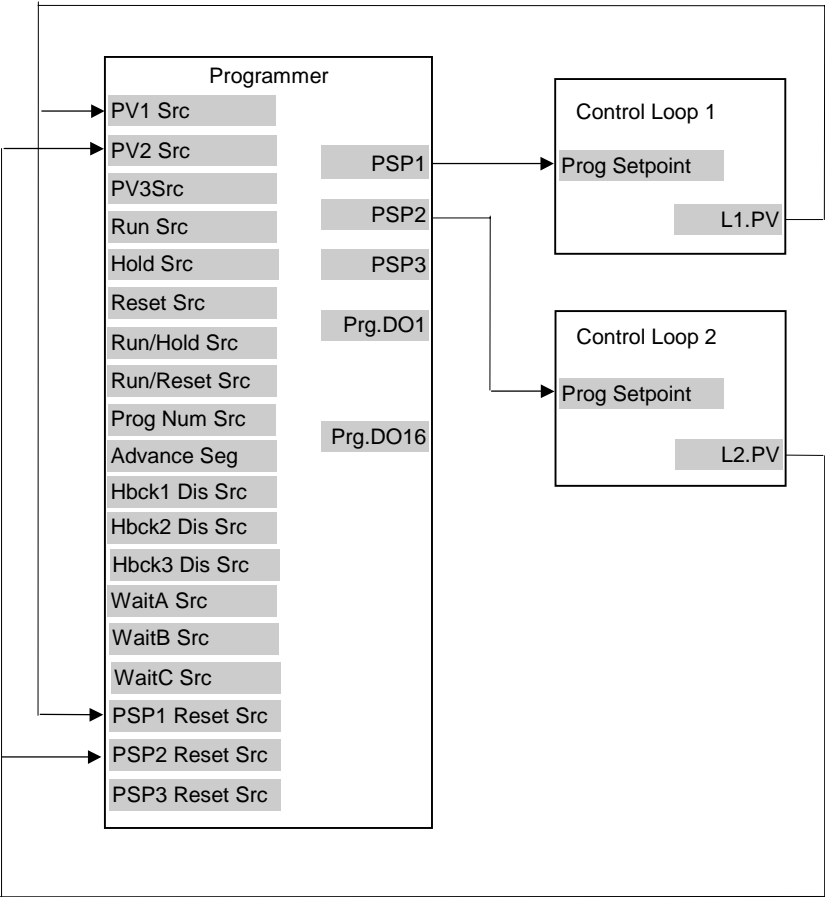 Programmer
PV1 Src
PV2 Src
PV3Src
Run Src
Hold Src
Reset Src
Run/Hold Src
Run/Reset Src
Prog Num Src
Advance Seg
Hbck1 Dis Src
Hbck2 Dis Src
Hbck3 Dis Src
WaitA Src
WaitB Src
WaitC Src
PSP1 Reset Src
PSP2 Reset Src
PSP3 Reset Src
PSP1
PSP2
PSP3
Prg.DO1
Prg.DO16
Control Loop 1
Prog Setpoint
L1.PV
Control Loop 2
Prog Setpoint
L2.PV